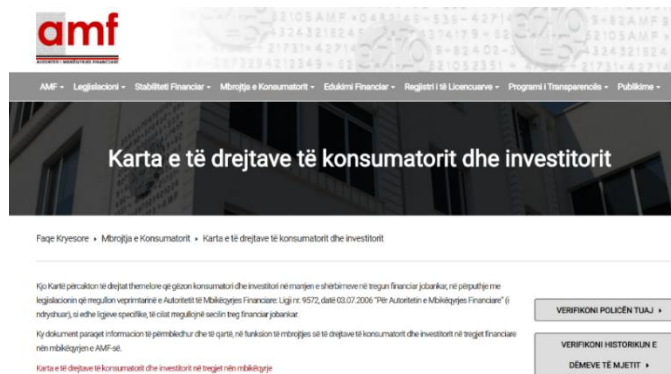 amf
AUTORITETI I MBIKËQYRJES FINANCIARE
AMF
Legjislacioni
Stabiliteti Financiar
Mbrojtja e Konsumatorit
Edukimi Financiar
Regjistri i të Licencuarve
Programi i Transparencës
Publikime
Karta e të drejtave të konsumatorit dhe investitorit
Faqe Kryesore ▸ Mbrojtja e Konsumatorit ▸ Karta e të drejtave të konsumatorit dhe investitorit
Kjo Kartë përcakton të drejtat themelore që gëzon konsumatori dhe investitori në marrjen e shërbimeve në tregun financiar jobankar, në përputhje me
legjislacionin që rregullon veprimtarinë e Autoritetit të Mbikëqyrjes Financiare: Ligji nr. 9572, datë 03.07.2006 "Për Autoritetin e Mbikëqyrjes Financiare" (i
ndryshuar), si edhe ligjeve specifike, të cilat rregullojnë secilin treg financiar jobankar.
Ky dokument paraqet informacion të përmbledhur dhe të qartë, në funksion të mbrojtjes së të drejtave të konsumatorit dhe investitorit në tregjet financiare
nën mbikëqyrjen e AMF-së.
Karta e të drejtave të konsumatorit dhe investitorit në tregjet nën mbikëqyrje
VERIFIKONI POLICËN TUAJ ▸
VERIFIKONI HISTORIKUN E
DËMEVE TË MJETIT ▸